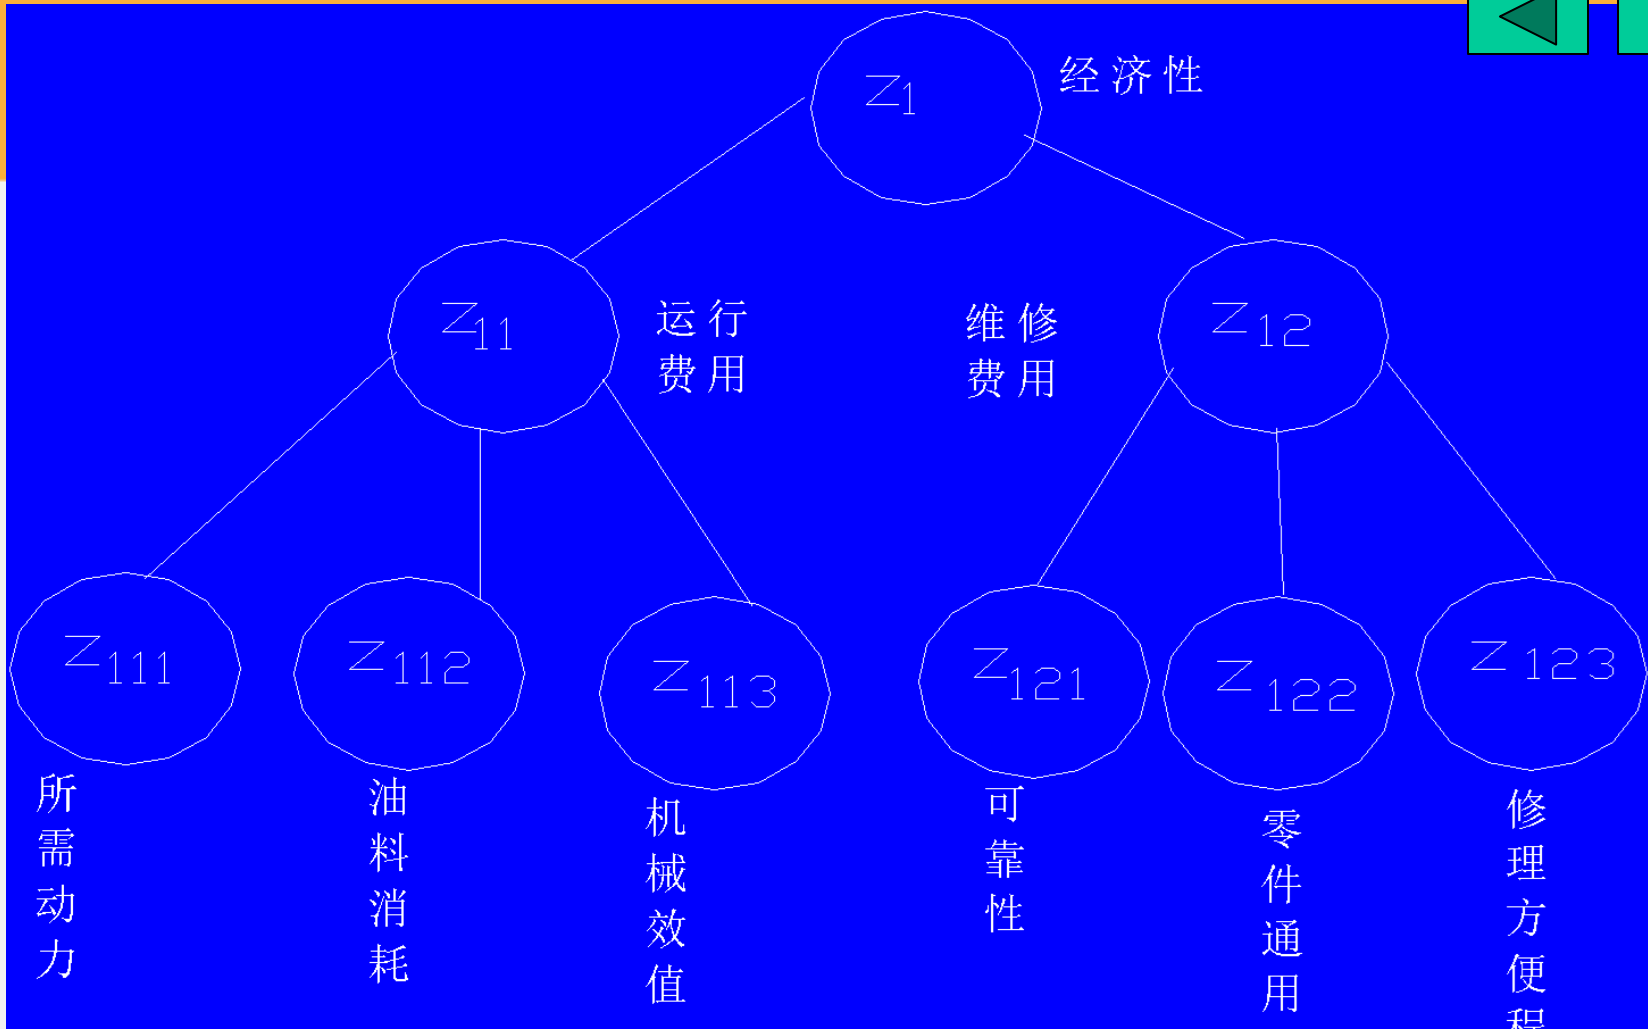 Z1
经济性
Z11
运行
费用
维修
费用
Z12
Z111
Z112
Z113
Z121
Z122
Z123
所需动力
油料消耗
机械效值
可靠性
零件通用
修理方便程